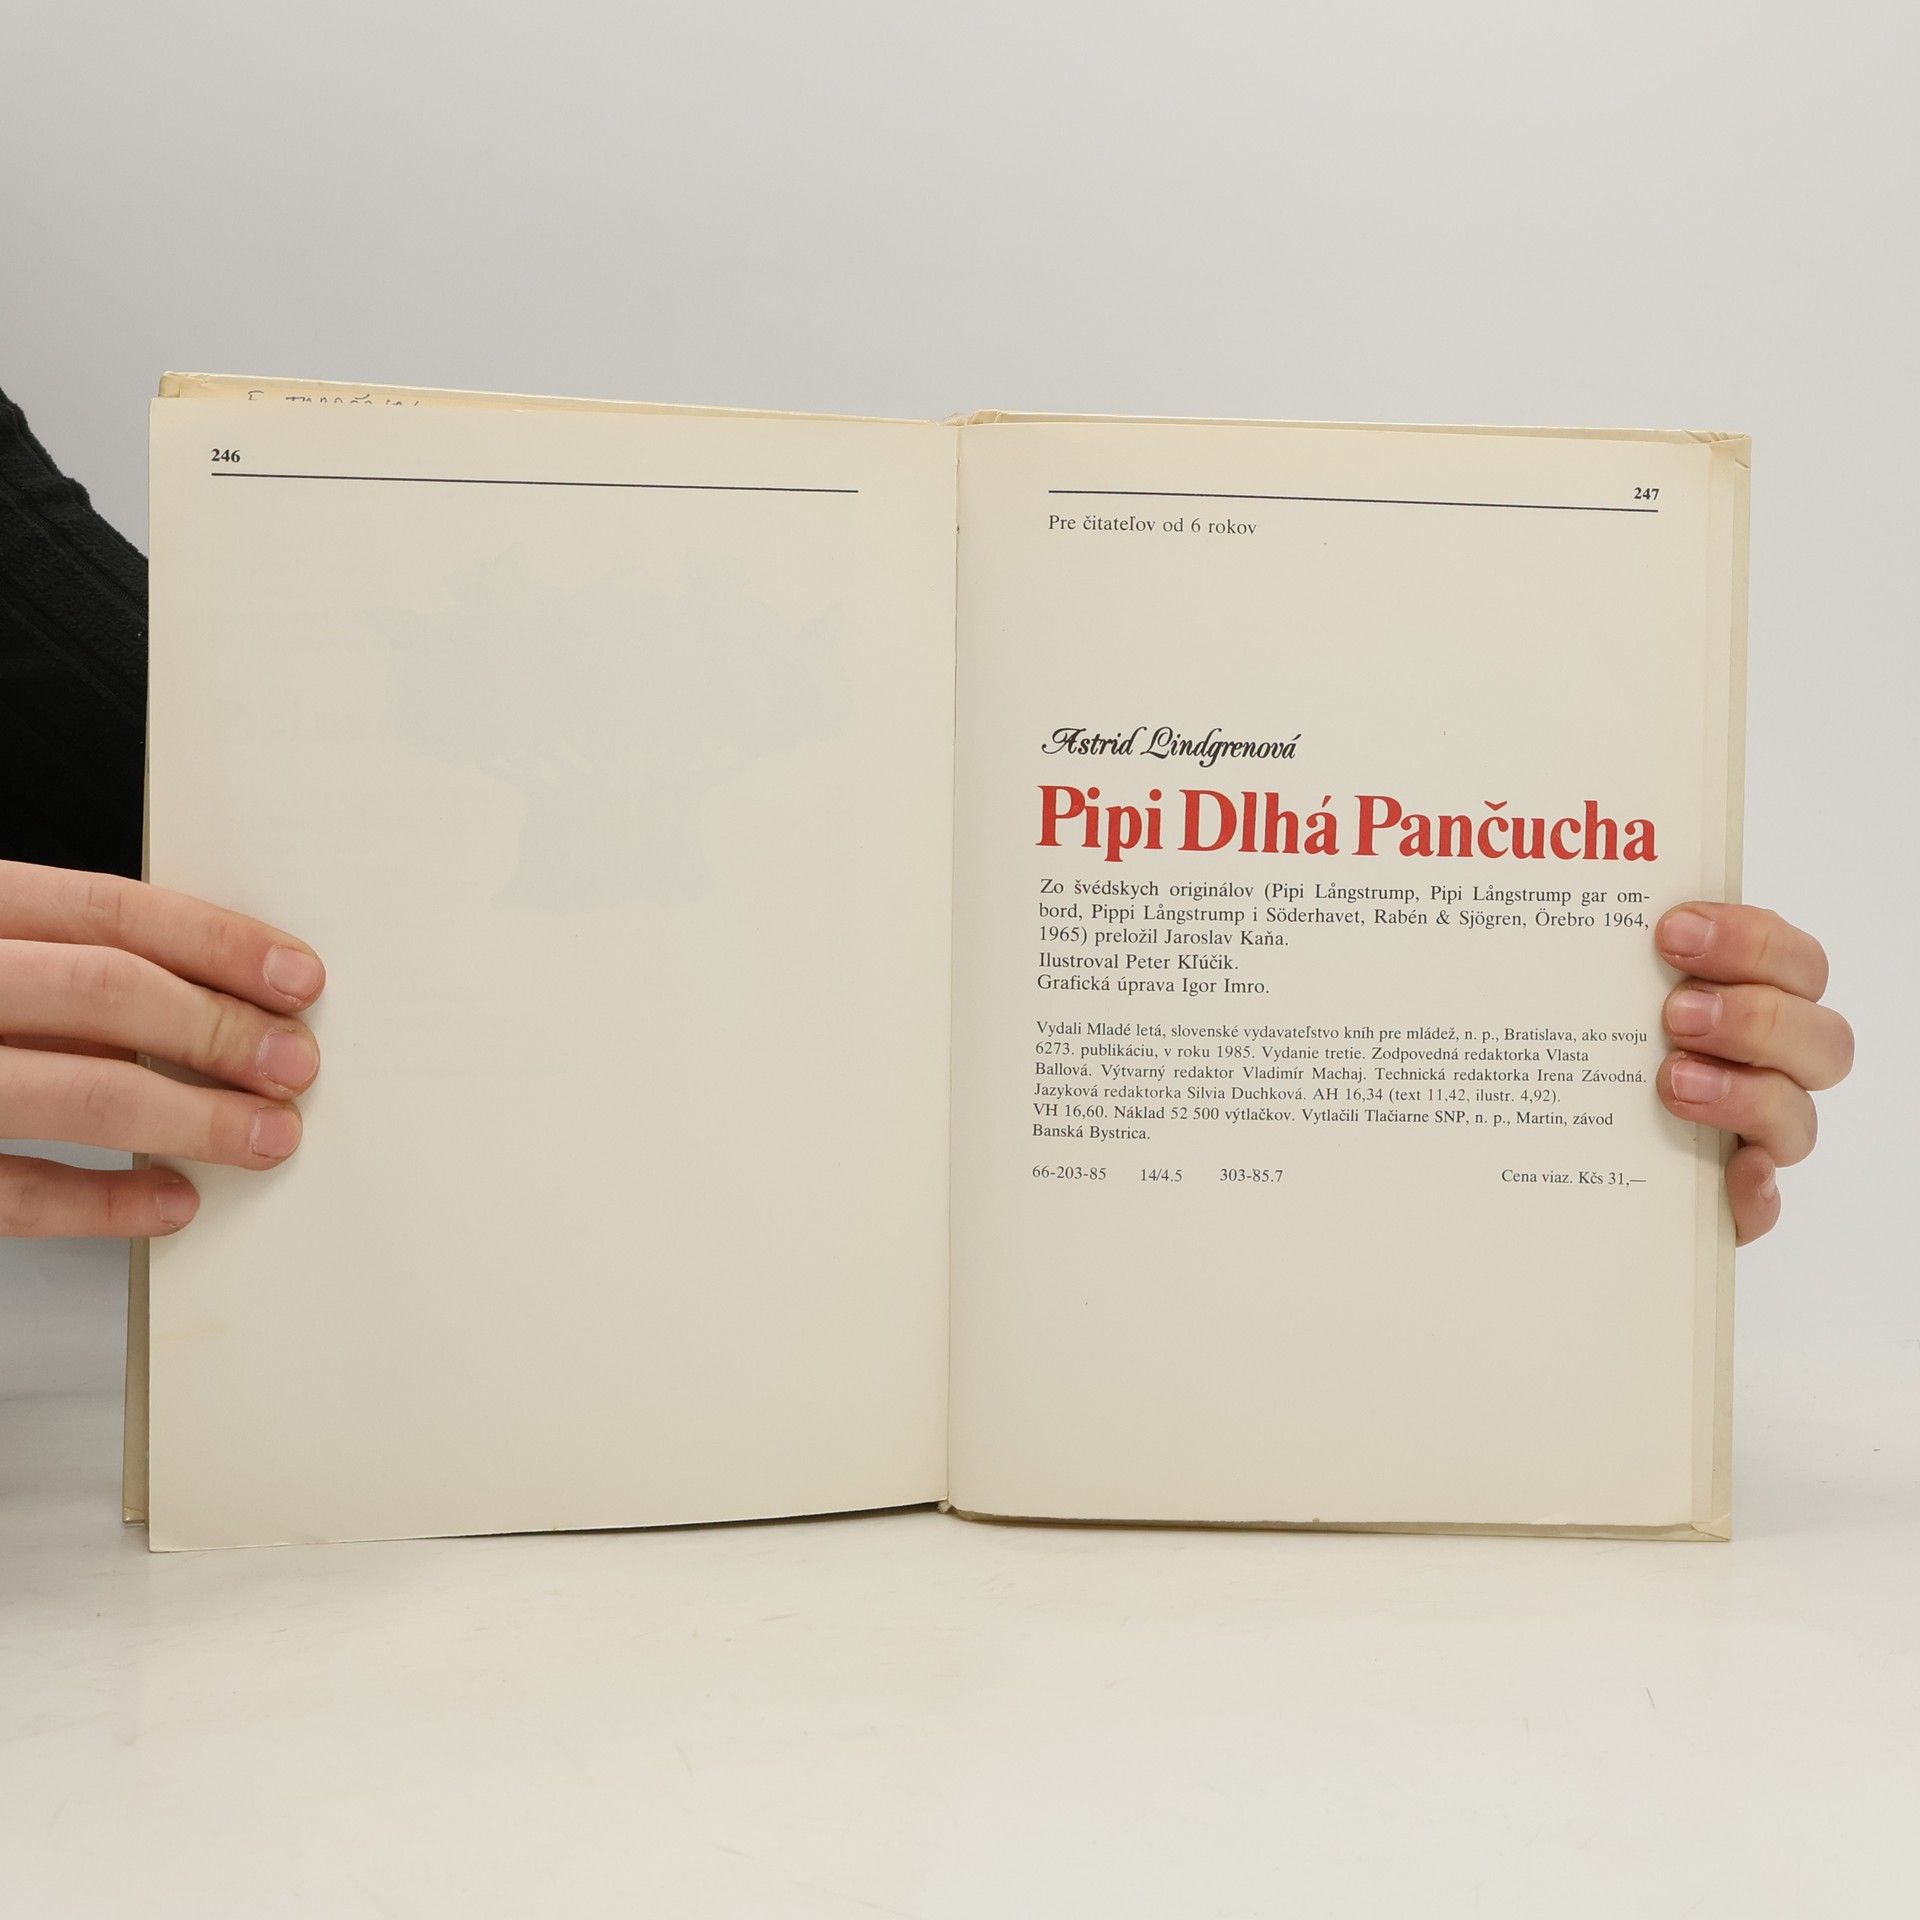 246
247
Pre čitateľov od 6 rokov
Astrid Lindgrenová
Pipi Dlhá Pančucha
Zo švédskych originálov (Pipi Långstrump, Pipi Långstrump gar om-
bord, Pippi Långstrump i Söderhavet, Rabén & Sjögren, Örebro 1964,
1965) preložil Jaroslav Kaňa.
Ilustroval Peter Kľúčik.
Grafická úprava Igor Imro.
Vydali Mladé letá, slovenské vydavateľstvo kníh pre mládež, n. p., Bratislava, ako svoju
6273. publikáciu, v roku 1985. Vydanie tretie. Zodpovedná redaktorka Vlasta
Ballová. Výtvarný redaktor Vladimír Machaj. Technická redaktorka Irena Závodná.
Jazyková redaktorka Silvia Duchková. AH 16,34 (text 11,42, ilustr. 4,92).
VH 16,60. Náklad 52 500 výtlačkov. Vytlačili Tlačiarne SNP, n. p., Martin, závod
Banská Bystrica.
66-203-85 14/4.5 303-85.7 Cena viaz. Kčs 31,—